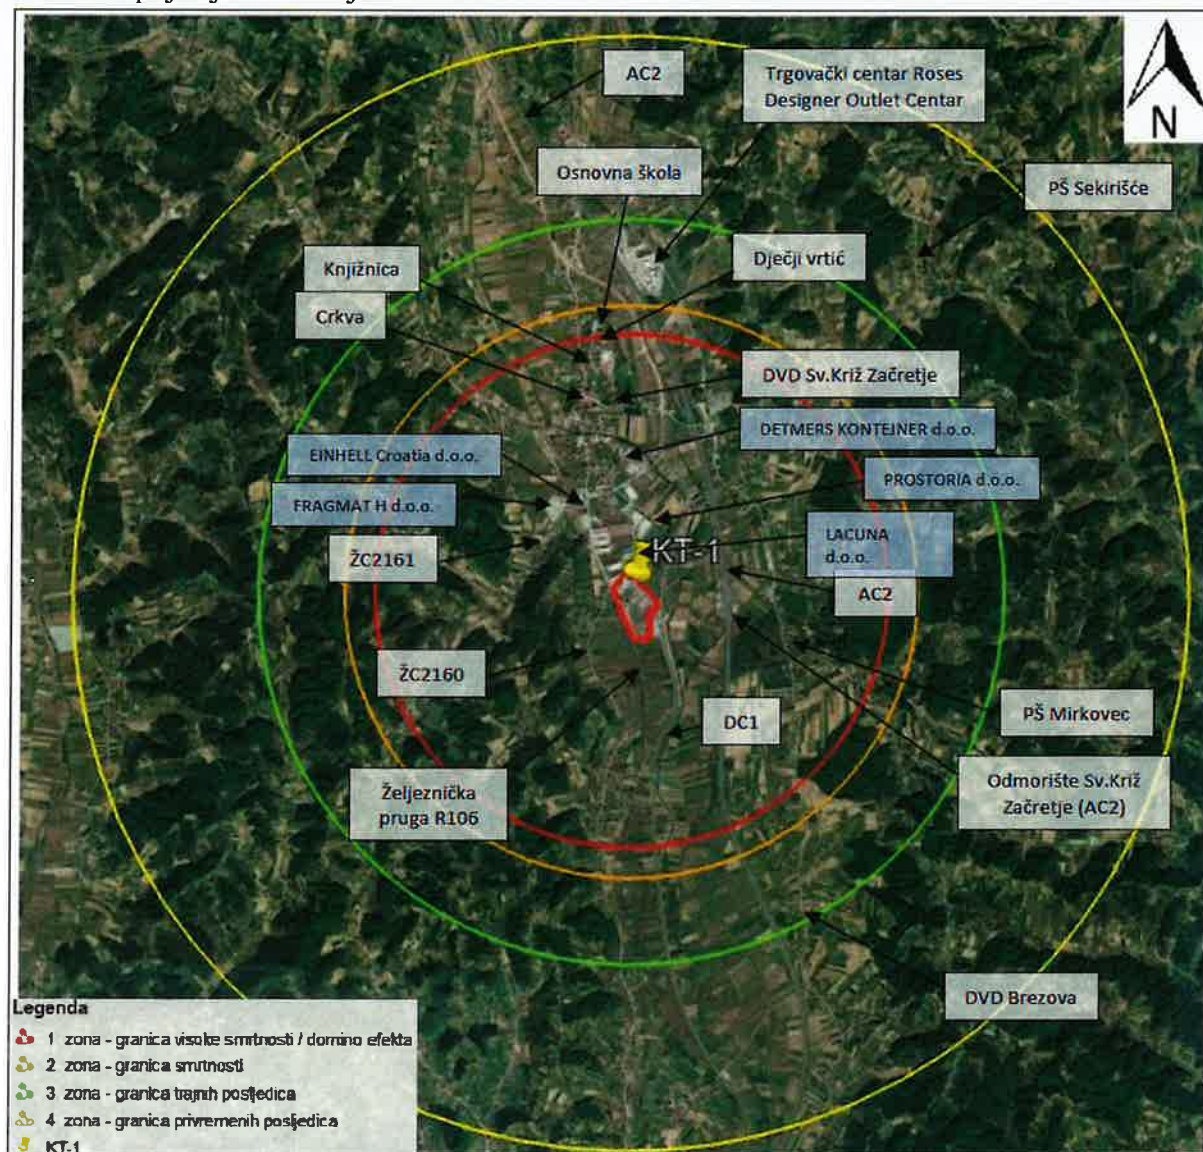 AC2
Trgovački centar Roses
Designer Outlet Centar
N
Osnovna škola
PŠ Sekirišće
Knjižnica
Dječji vrtić
Crkva
DVD Sv.Križ Začretje
DETMERS KONTEJNER d.o.o.
EINHELL Croatia d.o.o.
PROSTORIA d.o.o.
FRAGMAT H d.o.o.
LACUNA
d.o.o.
KT-1
ŽC2161
AC2
ŽC2160
DC1
PŠ Mirkovec
Željeznička
pruga R106
Odmorište Sv.Križ
Začretje (AC2)
DVD Brezova
Legenda
1 zona - granica visoke smrtnosti / domino efekta
2 zona - granica smrtnosti
3 zona - granica trajnih posljedica
4 zona - granica privremenih posljedica
KT-1